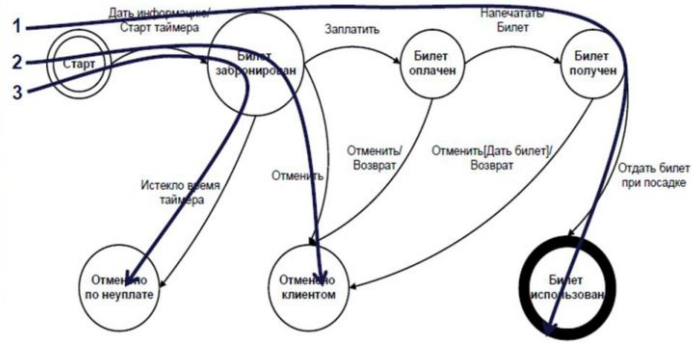 1
2
3
Дать информацию/
Старт таймера
Заплатить
Напечатать/
Билет
Старт
Билет
забронирован
Билет
оплачен
Билет
получен
Истекло время
таймера
Отменить
Отменить/
Возврат
Отменить[Дать билет]/
Возврат
Отдать билет
при посадке
Отменено
по неуплате
Отменено
клиентом
Билет
использован